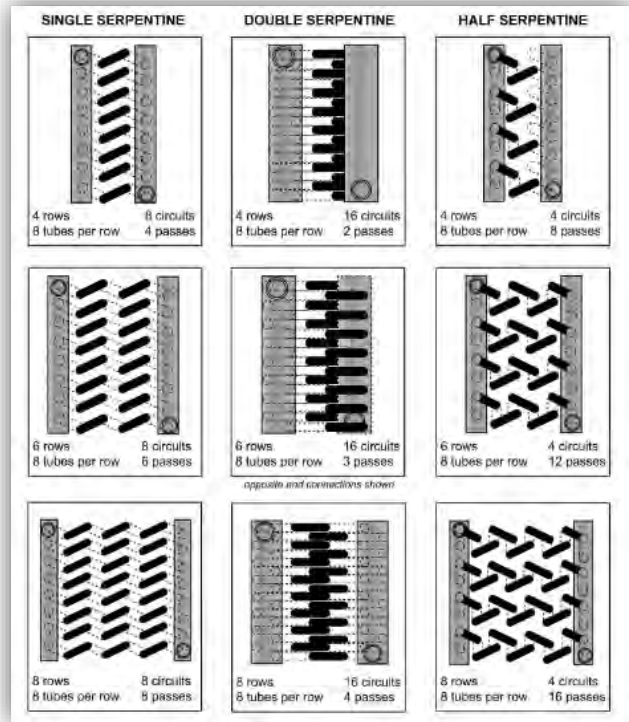 SINGLE SERPENTINE
DOUBLE SERPENTINE
HALF SERPENTINE
4 rows 8 circuits
8 tubes per row 4 passes
4 rows 16 circuits
8 tubes per row 2 passes
4 rows 4 circuits
8 tubes per row 8 passes
6 rows 8 circuits
8 tubes per row 6 passes
6 rows 16 circuits
8 tubes per row 3 passes
opposite end connections shown
6 rows 4 circuits
8 tubes per row 12 passes
8 rows 8 circuits
8 tubes per row 8 passes
8 rows 16 circuits
8 tubes per row 4 passes
8 rows 4 circuits
8 tubes per row 16 passes